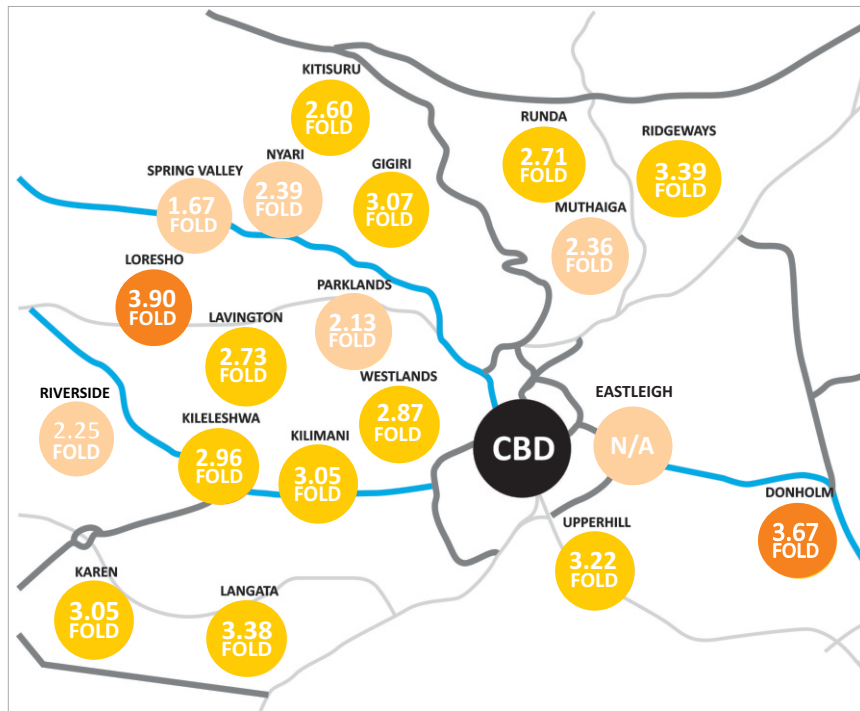 KITISURU
2.60
FOLD
RUNDA
2.71
FOLD
RIDGEWAYS
3.39
FOLD
NYARI
2.39
FOLD
GIGIRI
3.07
FOLD
SPRING VALLEY
1.67
FOLD
MUTHAIGA
2.36
FOLD
LORESHO
3.90
FOLD
PARKLANDS
2.13
FOLD
LAVINGTON
2.73
FOLD
WESTLANDS
2.87
FOLD
RIVERSIDE
2.25
FOLD
KILELESHWA
2.96
FOLD
KILIMANI
3.05
FOLD
CBD
EASTLEIGH
N/A
DONHOLM
3.67
FOLD
UPPERHILL
3.22
FOLD
KAREN
3.05
FOLD
LANGATA
3.38
FOLD